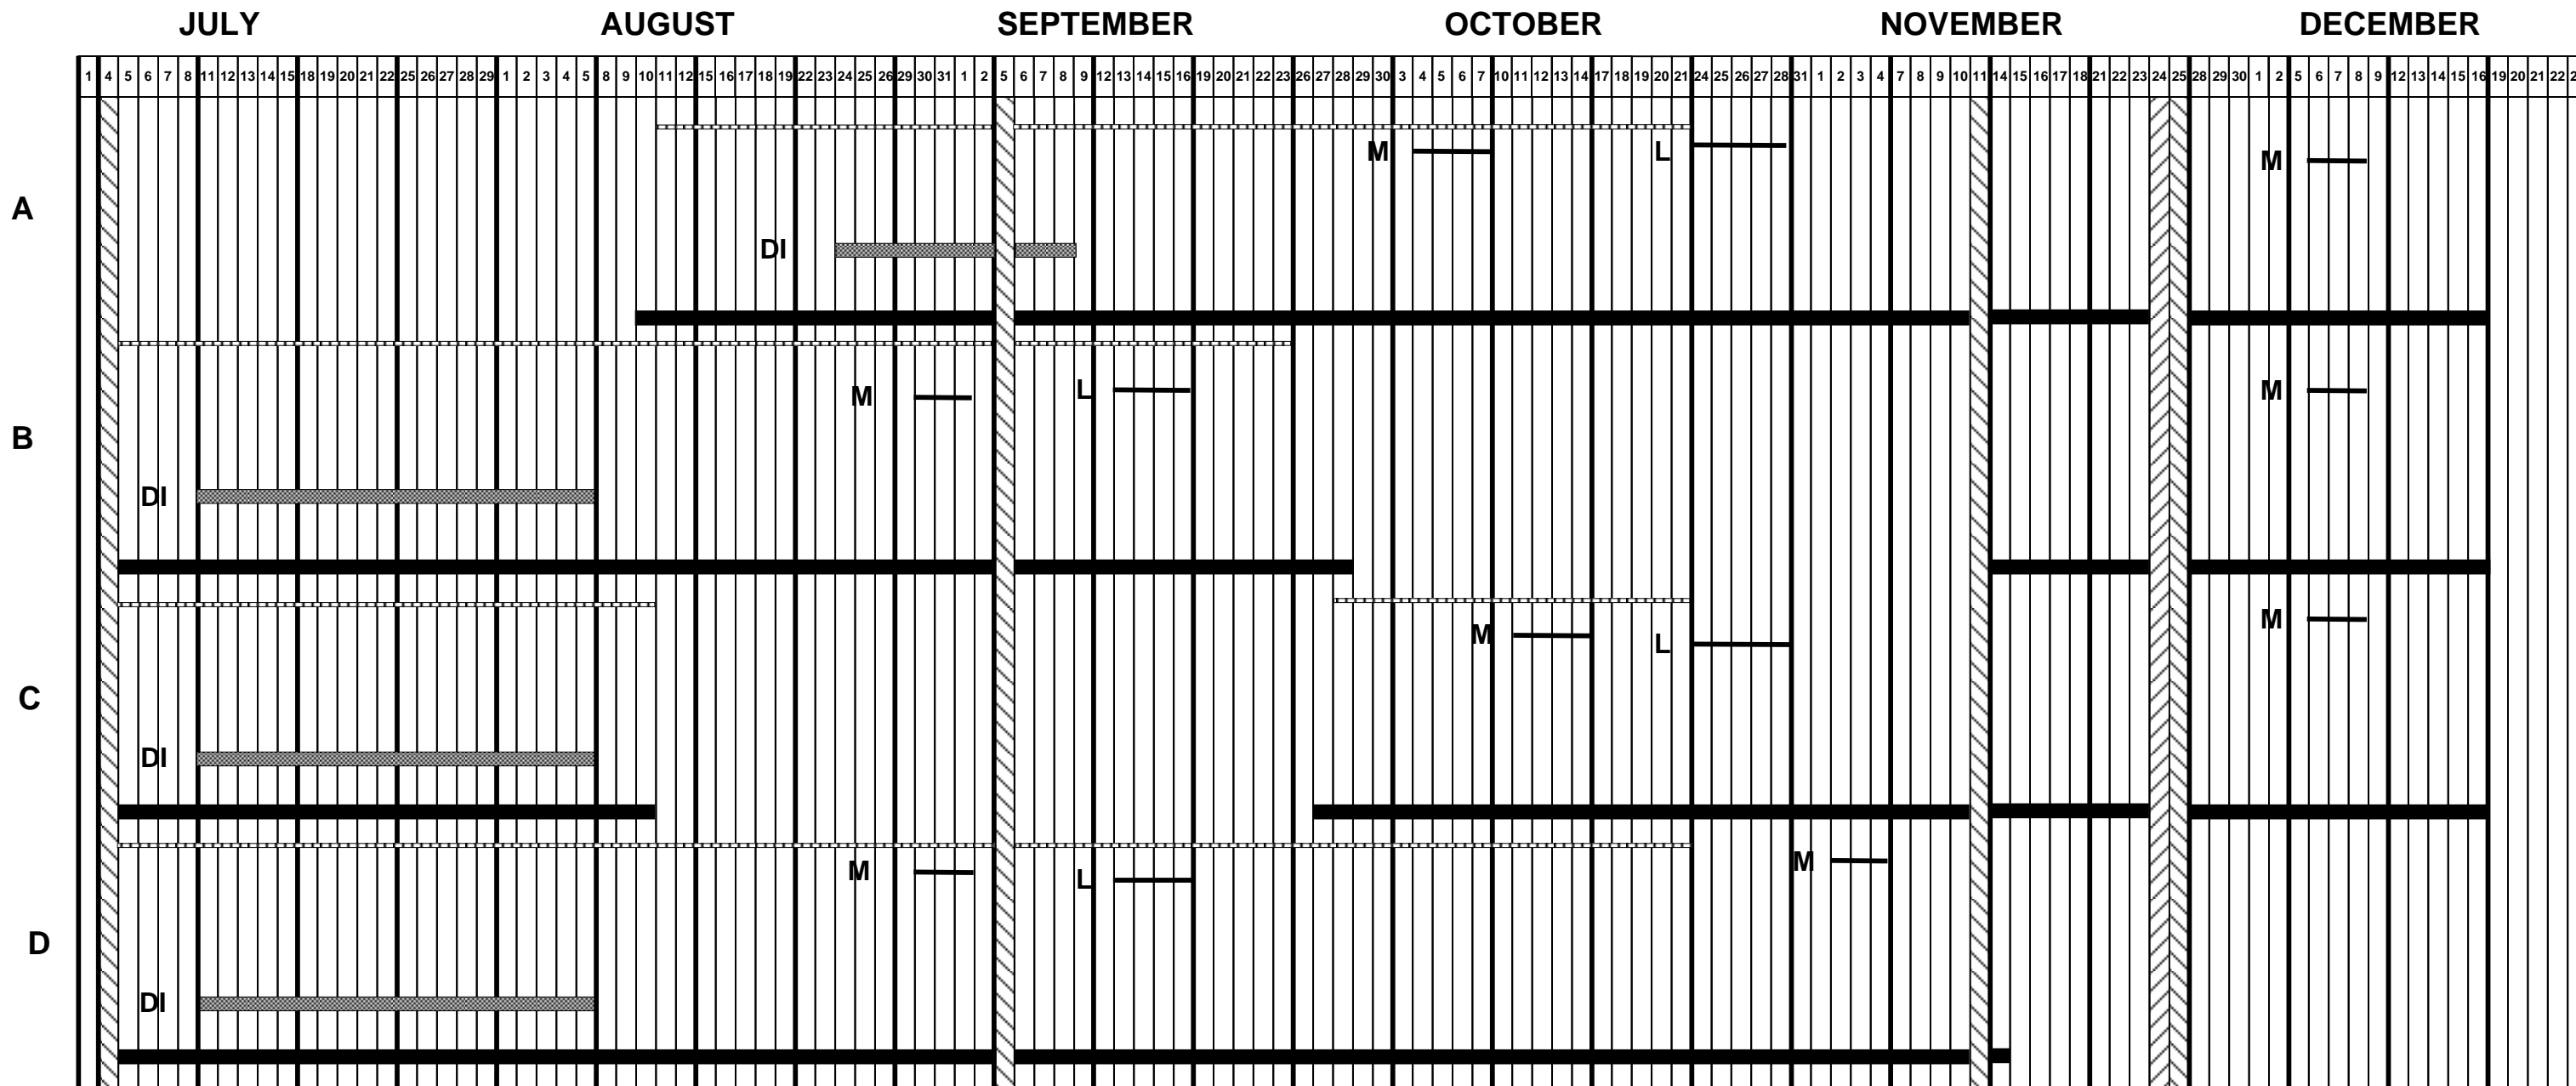 JULY AUGUST SEPTEMBER OCTOBER NOVEMBER DECEMBER
1 4 5 6 7 8 11 12 13 14 15 18 19 20 21 22 25 26 27 28 29 1 2 3 4 5 8 9 10 11 12 15 16 17 18 19 22 23 24 25 26 29 30 31 1 2 5 6 7 8 9 12 13 14 15 16 19 20 21 22 23 26 27 28 29 30 3 4 5 6 7 10 11 12 13 14 17 18 19 20 21 24 25 26 27 28 31 1 2 3 4 7 8 9 10 11 14 15 16 17 18 21 22 23 24 25 28 29 30 1 2 5 6 7 8 9 12 13 14 15 16 19 20 21 22
M L M
A
DI
M L M
B
DI
M L M
C
DI
M L M
D
DI